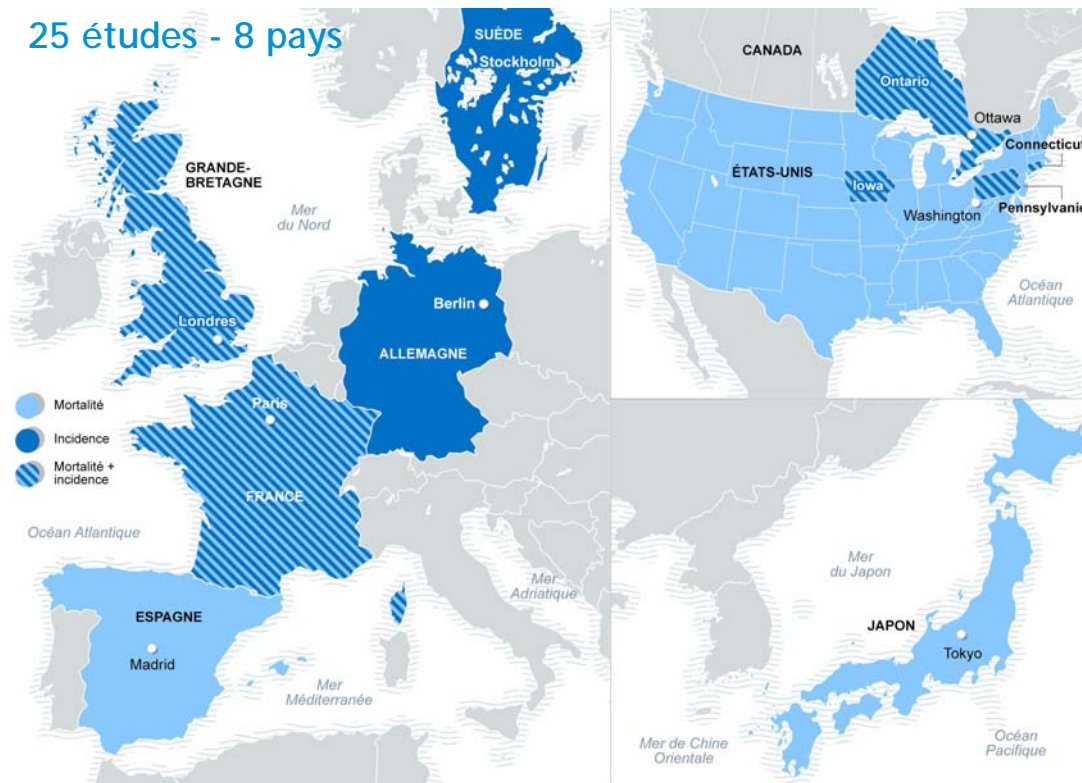 25 études - 8 pays
SUÈDE
Stockholm
GRANDE-
BRETAGNE
Mer
du Nord
Londres
Berlin
ALLEMAGNE
Mortalité
Incidence
Mortalité +
incidence
Paris
FRANCE
Océan Atlantique
Mer
Adriatique
ESPAGNE
Madrid
Mer
Méditerranée
CANADA
Ontario
Ottawa
Connecticut
ÉTATS-UNIS
Iowa
Washington
Pennsylvanie
Océan
Atlantique
Mer
du Japon
JAPON
Tokyo
Mer de Chine
Orientale
Océan
Pacifique